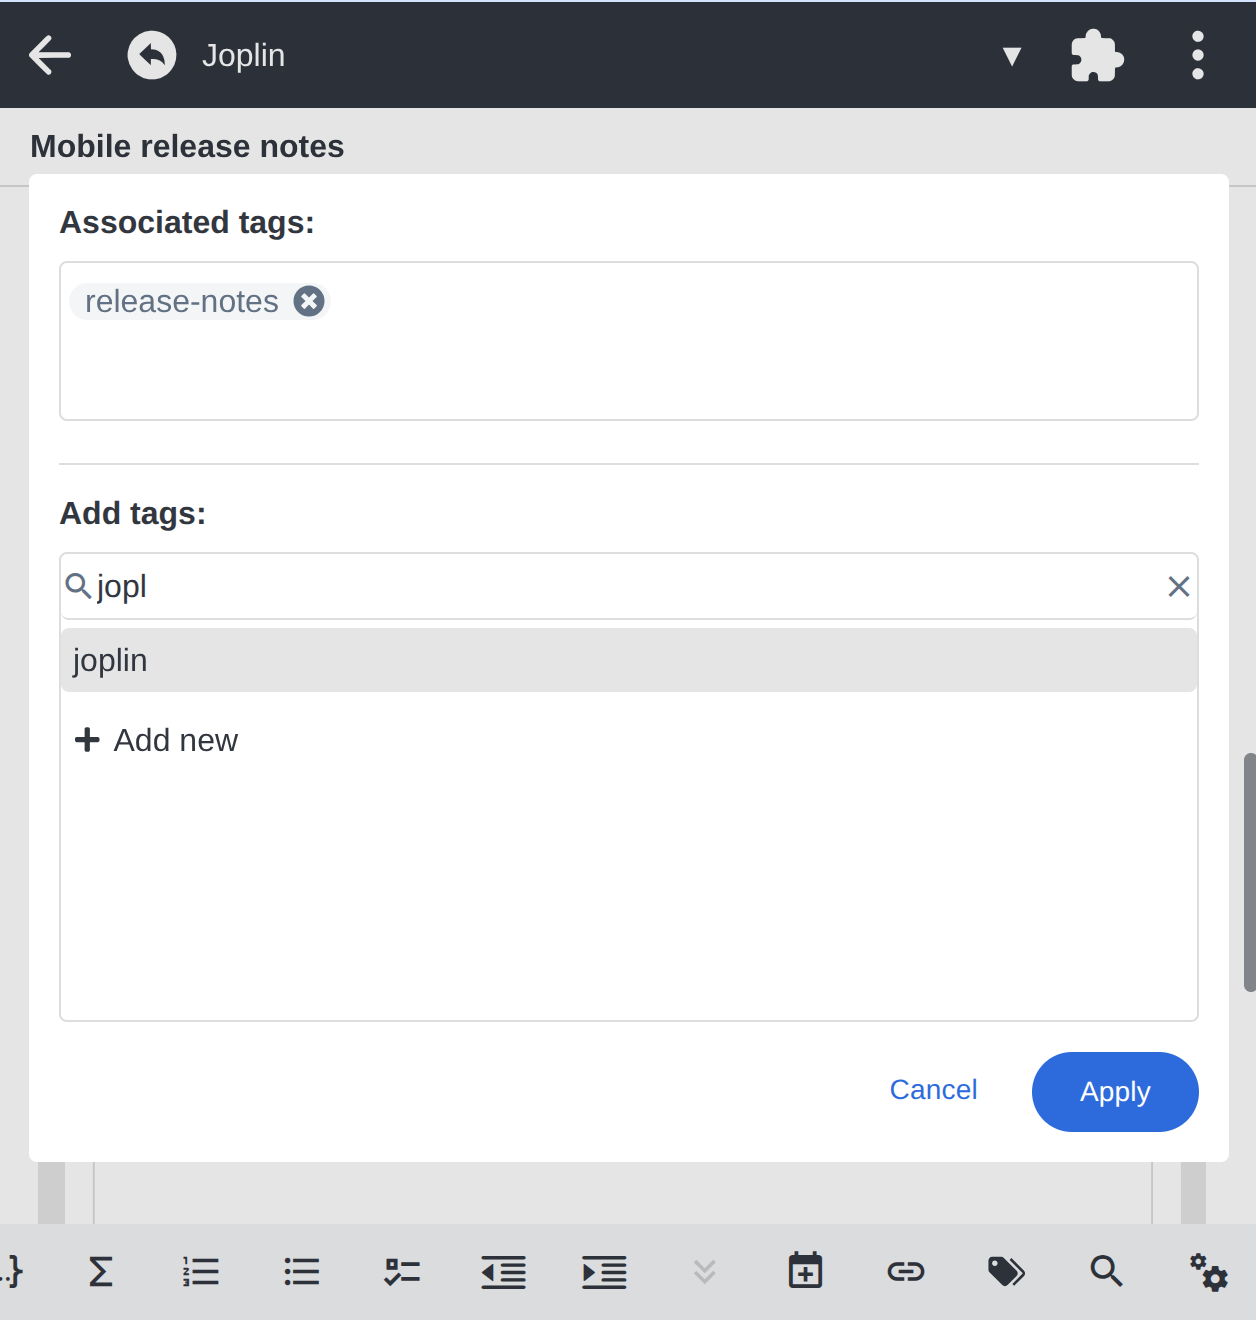 Joplin
Mobile release notes
Associated tags:
release-notes
Add tags:
jopl
joplin
Add new
Cancel
Apply